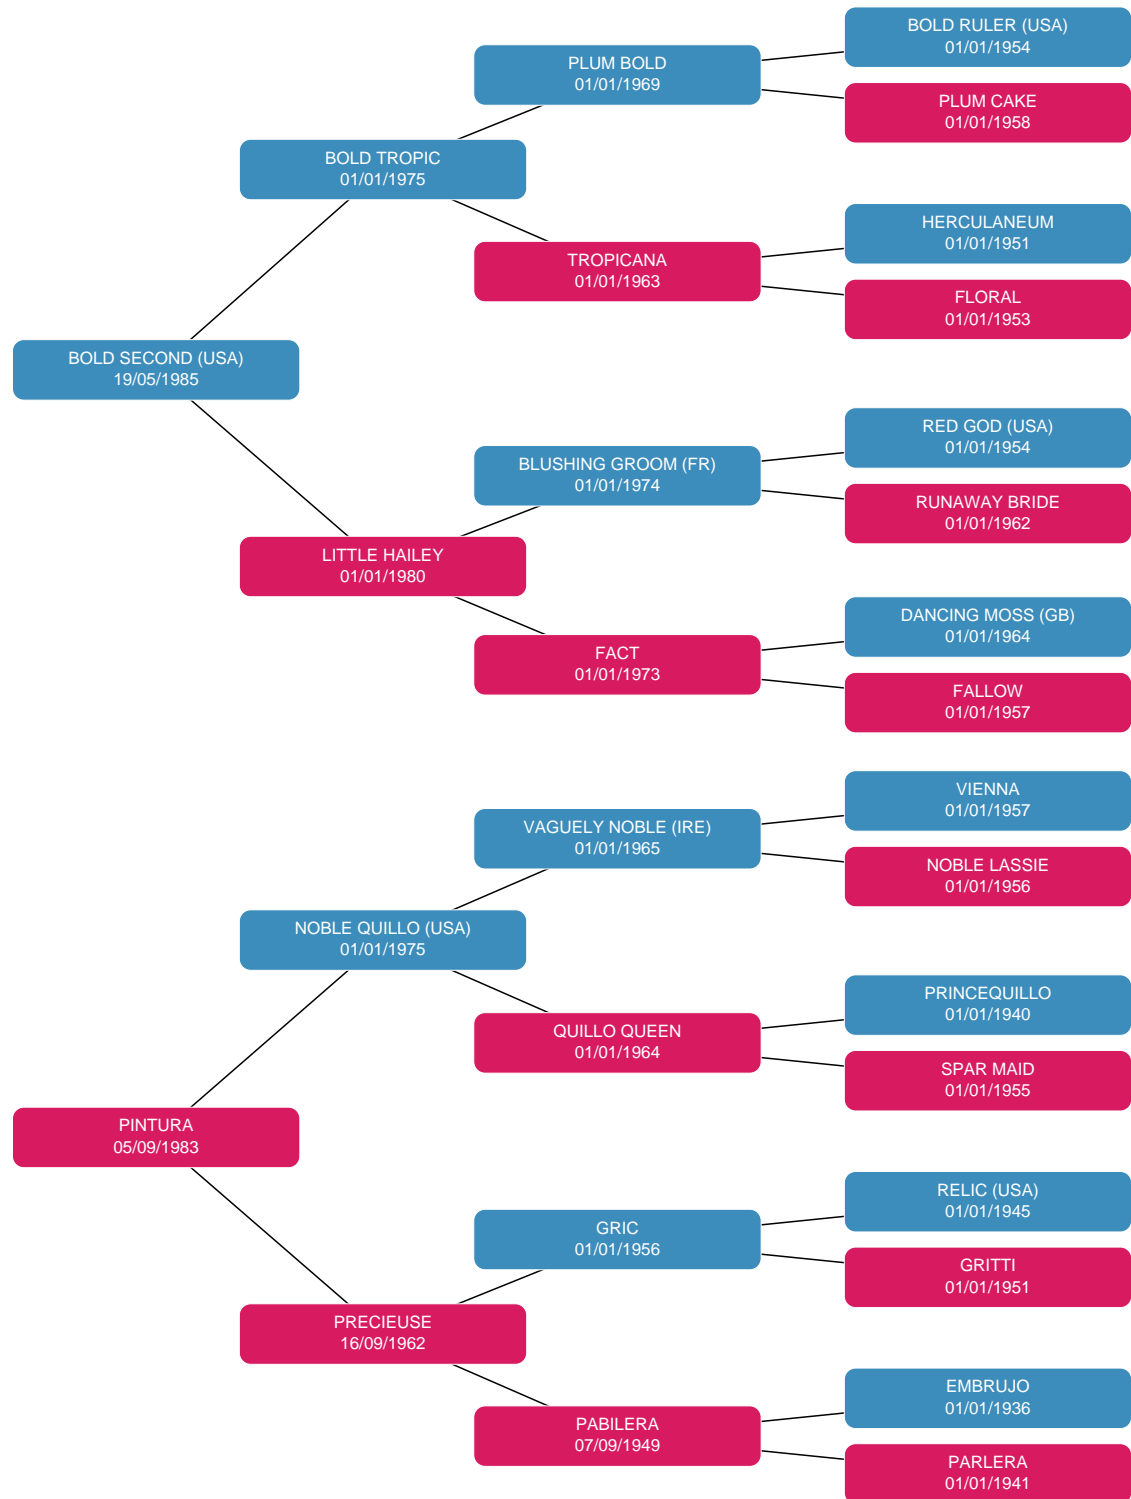 BOLD RULER (USA)
01/01/1954
PLUM BOLD
01/01/1969
PLUM CAKE
01/01/1958
BOLD TROPIC
01/01/1975
HERCULANEUM
01/01/1951
TROPICANA
01/01/1963
FLORAL
01/01/1953
BOLD SECOND (USA)
19/05/1985
RED GOD (USA)
01/01/1954
BLUSHING GROOM (FR)
01/01/1974
RUNAWAY BRIDE
01/01/1962
LITTLE HAILEY
01/01/1980
DANCING MOSS (GB)
01/01/1964
FACT
01/01/1973
FALLOW
01/01/1957
VIENNA
01/01/1957
VAGUELY NOBLE (IRE)
01/01/1965
NOBLE LASSIE
01/01/1956
NOBLE QUILLO (USA)
01/01/1975
PRINCEQUILLO
01/01/1940
QUILLO QUEEN
01/01/1964
SPAR MAID
01/01/1955
PINTURA
05/09/1983
RELIC (USA)
01/01/1945
GRIC
01/01/1956
GRITTI
01/01/1951
PRECIEUSE
16/09/1962
EMBRUJO
01/01/1936
PABILERA
07/09/1949
PARLERA
01/01/1941